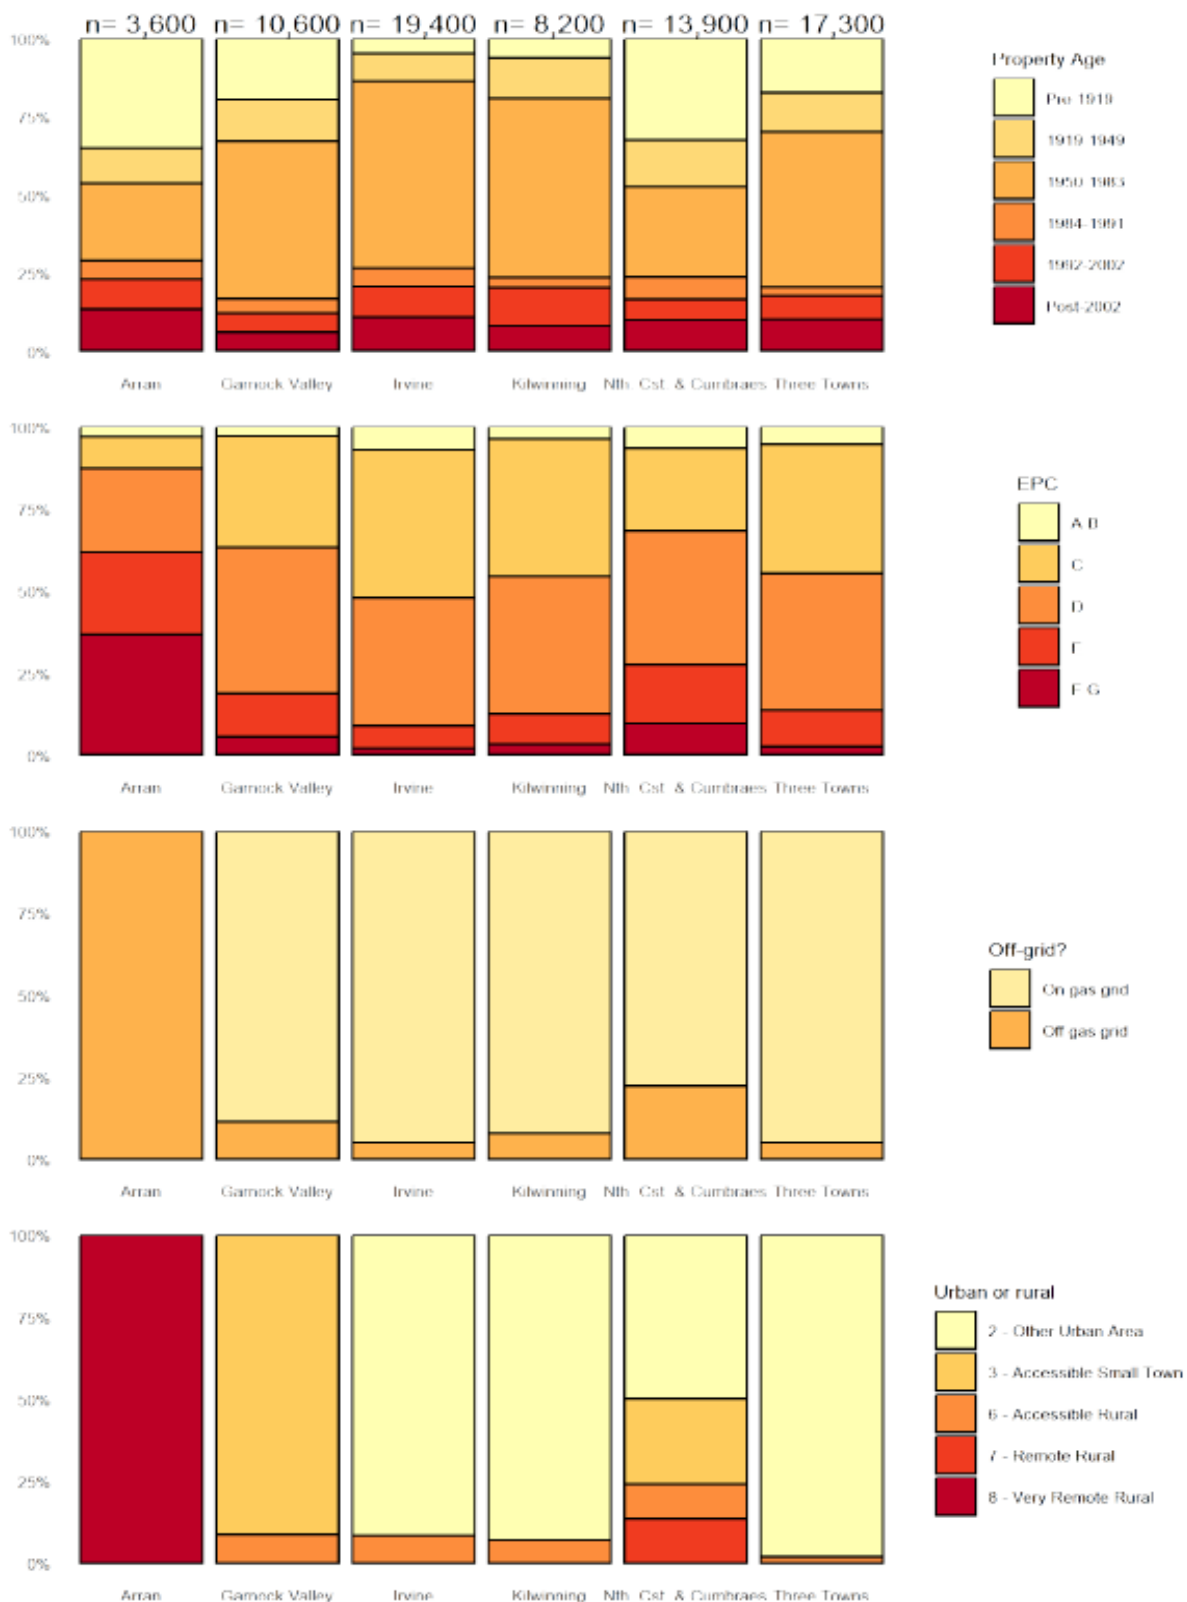 n= 3,600 n= 10,600 n= 19,400 n= 8,200 n= 13,900 n= 17,300
100%
75%
50%
25%
0%
Arran Garnock Valley Irvine Kilwinning Nth Cst & Cumbraes Three Towns
Property Age
Pre 1919
1919 1949
1950 1983
1984-1991
1992-2002
Post-2002
100%
75%
50%
25%
0%
Arran Garnock Valley Irvine Kilwinning Nth Cst & Cumbraes Three Towns
EPC
A B
C
D
E
F G
100%
75%
50%
25%
0%
Arran Garnock Valley Irvine Kilwinning Nth Cst & Cumbraes Three Towns
Off-grid?
On gas grid
Off gas grid
100%
75%
50%
25%
0%
Arran Garnock Valley Irvine Kilwinning Nth Cst & Cumbraes Three Towns
Urban or rural
2 - Other Urban Area
3 - Accessible Small Town
6 - Accessible Rural
7 - Remote Rural
8 - Very Remote Rural